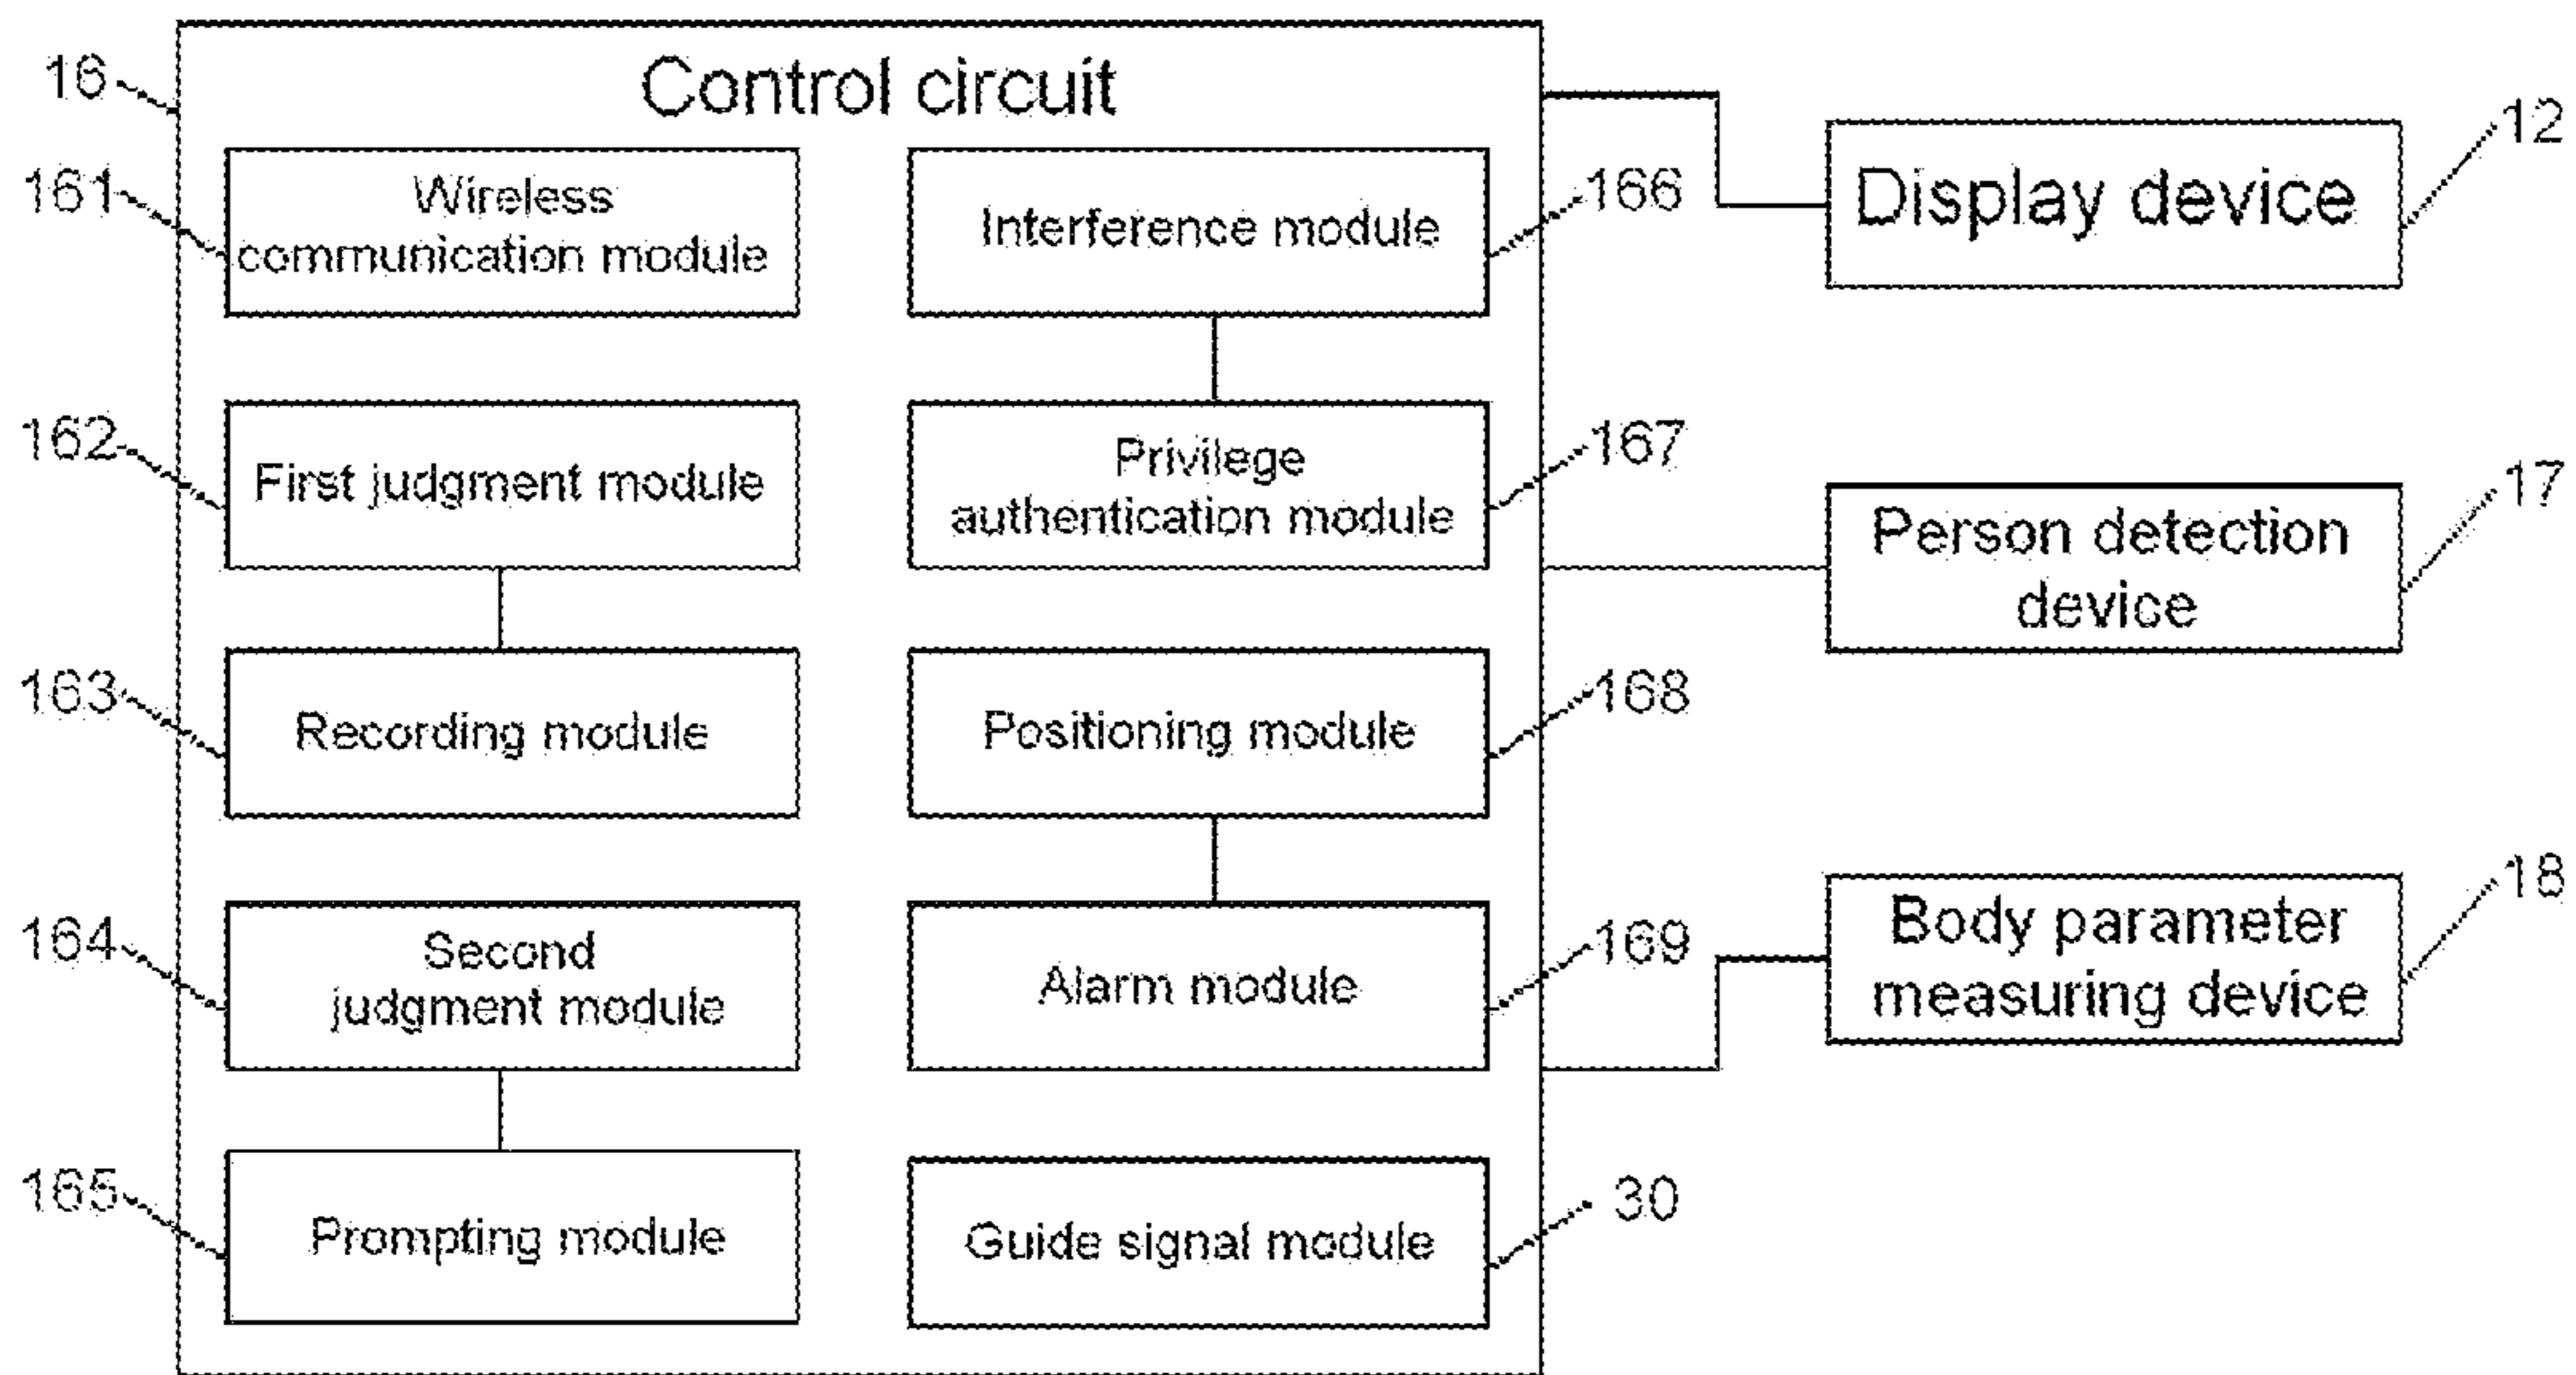 Control circuit
16
161
Wireless
communication module
162
First judgment module
163
Recording module
164
Second
judgment module
165
Prompting module
Interference module
166
Privilege
authentication module
167
Positioning module
168
Alarm module
169
Guide signal module
30
Display device
12
Person detection
device
17
Body parameter
measuring device
18